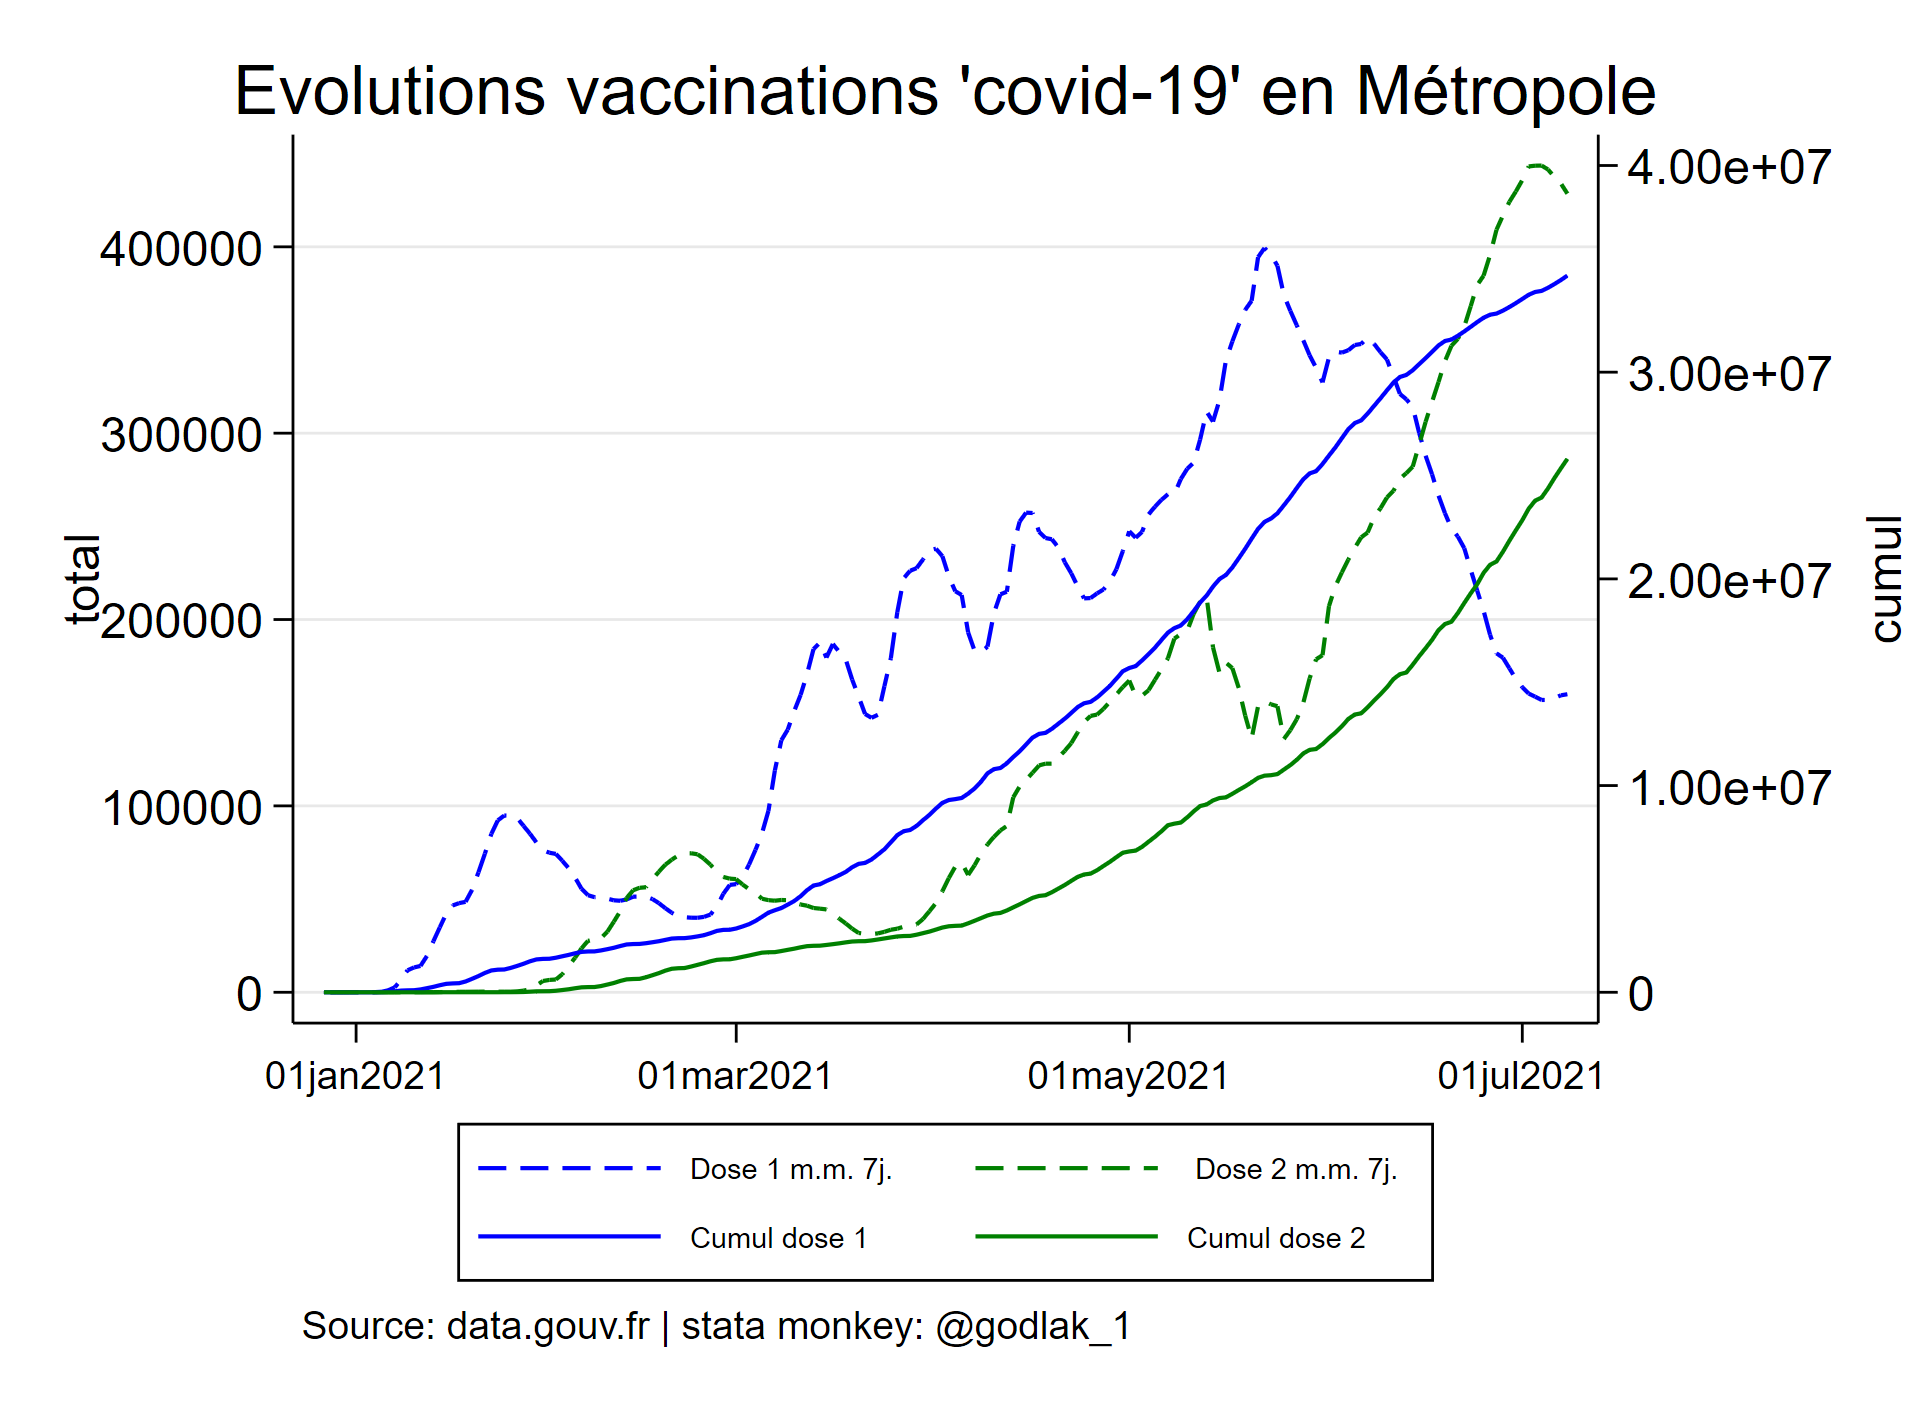 Evolutions vaccinations 'covid-19' en Métropole
total
400000
300000
200000
100000
0
4.00e+07
3.00e+07
2.00e+07
1.00e+07
0
cumul
01jan2021 01mar2021 01may2021 01jul2021
Dose 1 m.m. 7j. Dose 2 m.m. 7j.
Cumul dose 1 Cumul dose 2
Source: data.gouv.fr | stata monkey: @godlak_1